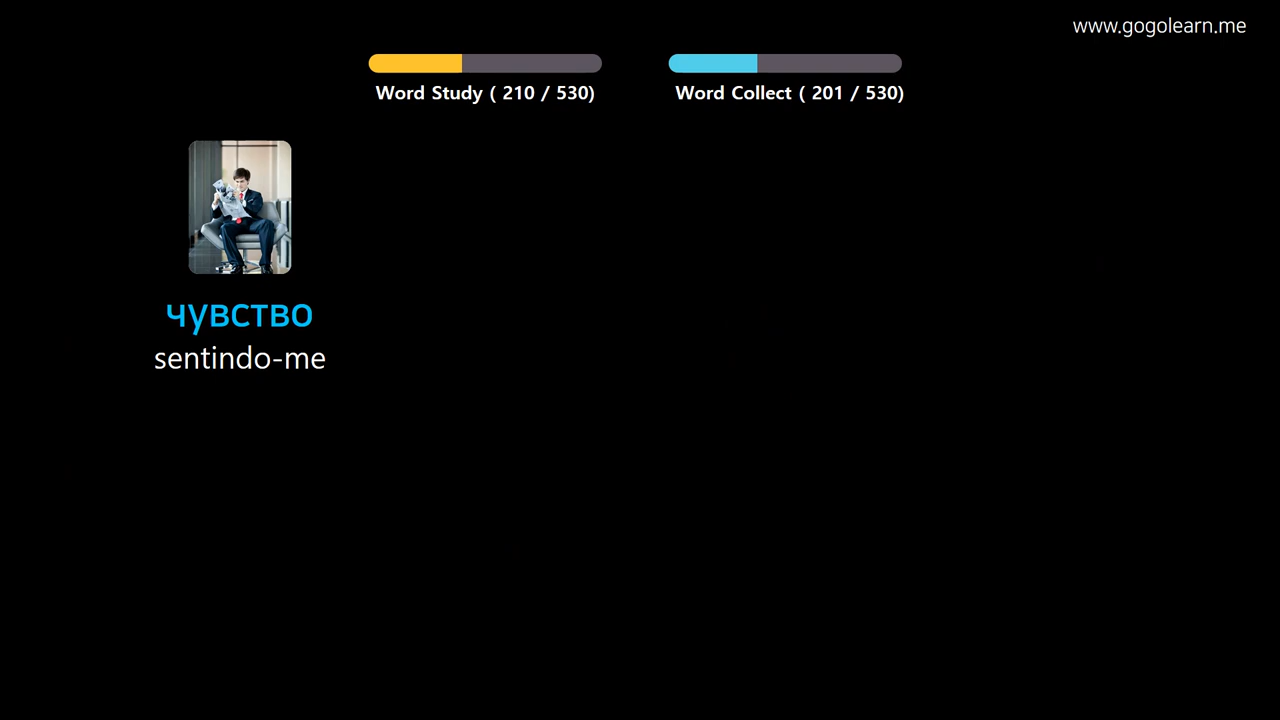 www.gogolearn.me
Word Study ( 210 / 530)
Word Collect ( 201 / 530)
чувство
sentindo-me